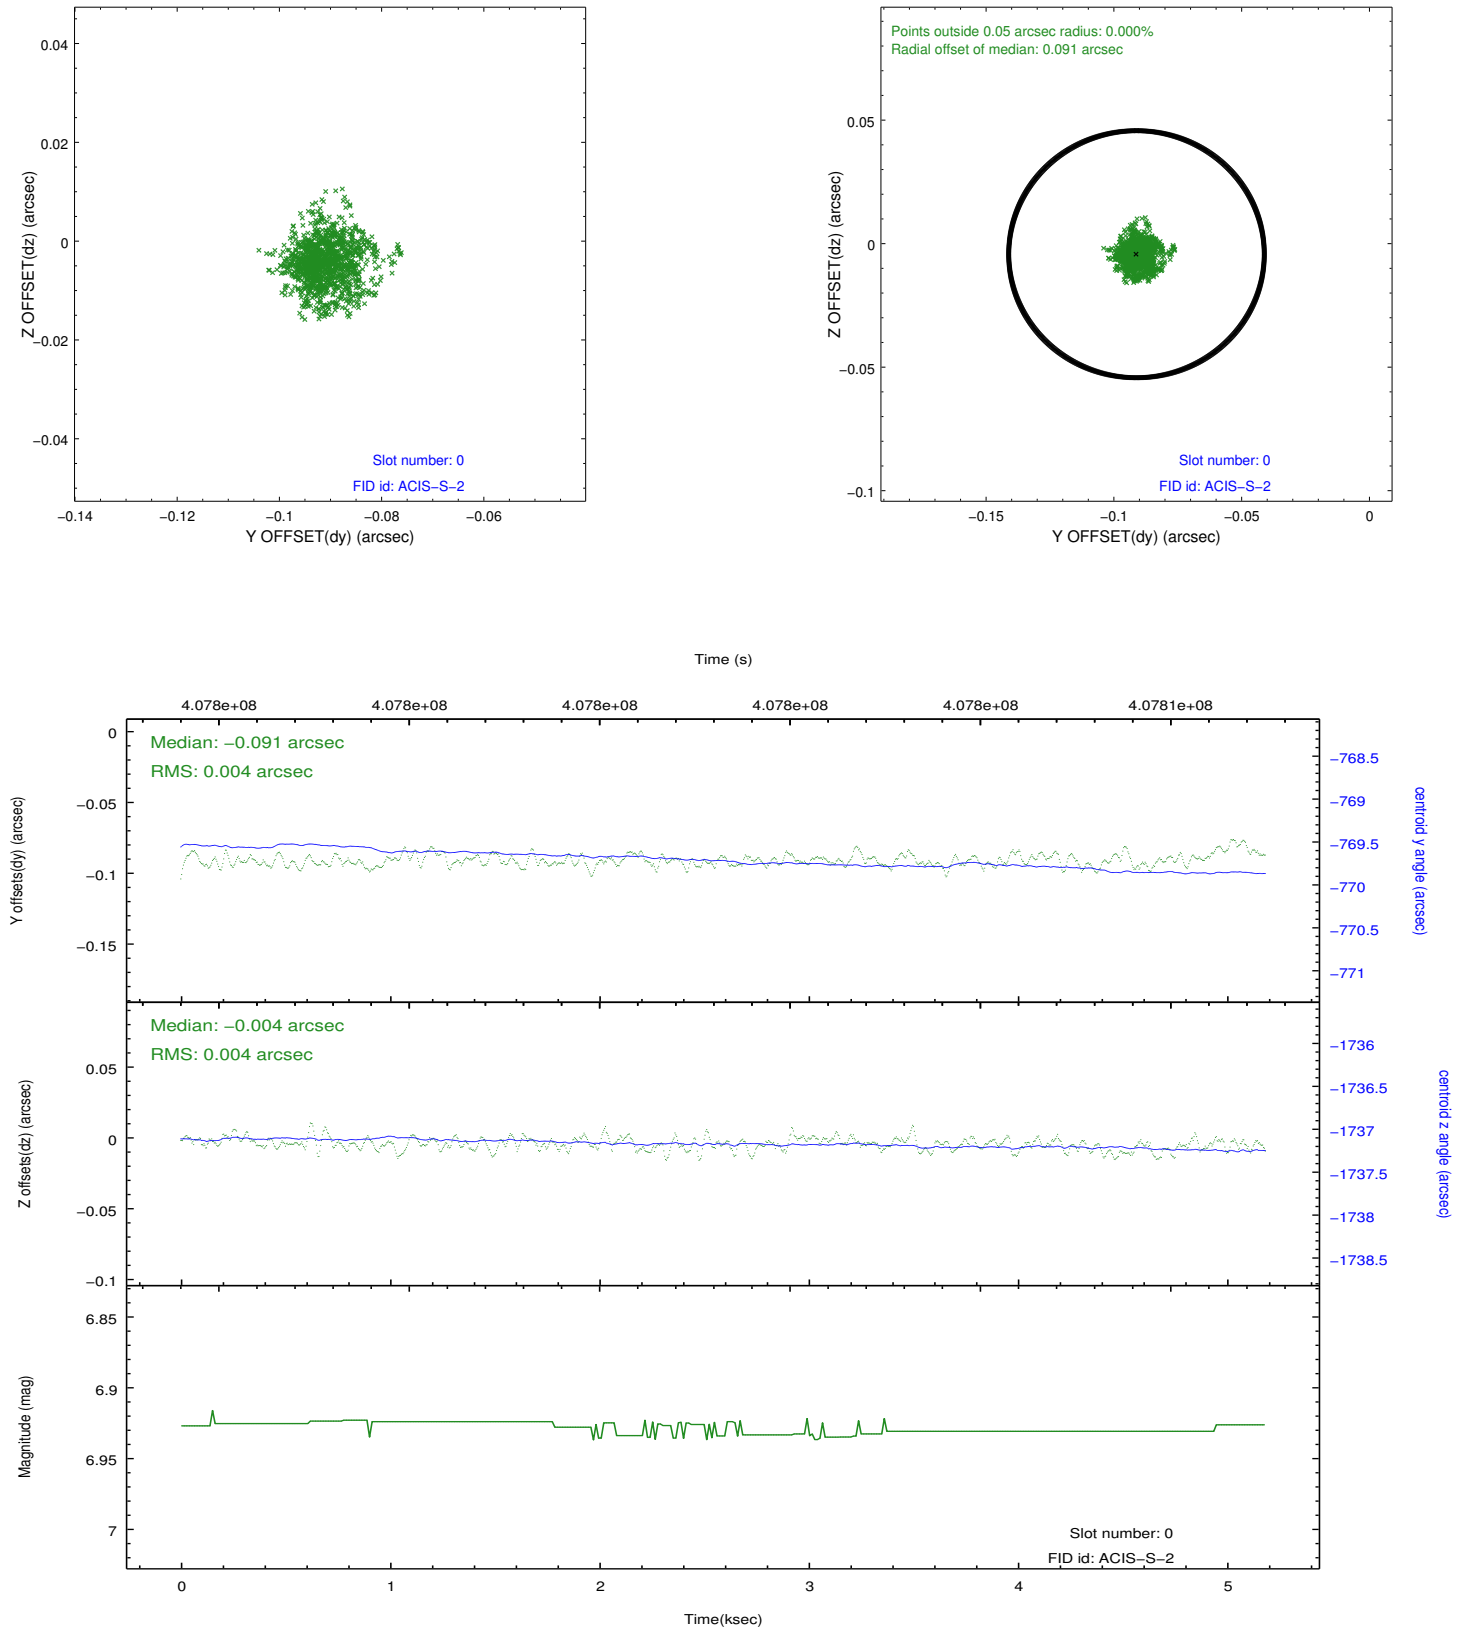 0.04
0.02
0
−0.02
−0.04
Z OFFSET(dz) (arcsec)
Slot number: 0
FID id: ACIS−S−2
−0.14
−0.12
−0.1
−0.08
−0.06
Y OFFSET(dy) (arcsec)
Points outside 0.05 arcsec radius: 0.000%
Radial offset of median: 0.091 arcsec
0.05
0
−0.05
−0.1
Z OFFSET(dz) (arcsec)
Slot number: 0
FID id: ACIS−S−2
−0.15
−0.1
−0.05
0
Y OFFSET(dy) (arcsec)
Time (s)
4.078e+08
4.078e+08
4.078e+08
4.078e+08
4.078e+08
4.0781e+08
Median: −0.091 arcsec
RMS: 0.004 arcsec
0
−0.05
−0.1
−0.15
Y offsets(dy) (arcsec)
−768.5
−769
−769.5
−770
−770.5
−771
centroid y angle (arcsec)
Median: −0.004 arcsec
RMS: 0.004 arcsec
0.05
0
−0.05
−0.1
Z offsets(dz) (arcsec)
−1736
−1736.5
−1737
−1737.5
−1738
−1738.5
centroid z angle (arcsec)
6.85
6.9
6.95
7
Magnitude (mag)
Slot number: 0
FID id: ACIS−S−2
0
1
2
3
4
5
Time(ksec)